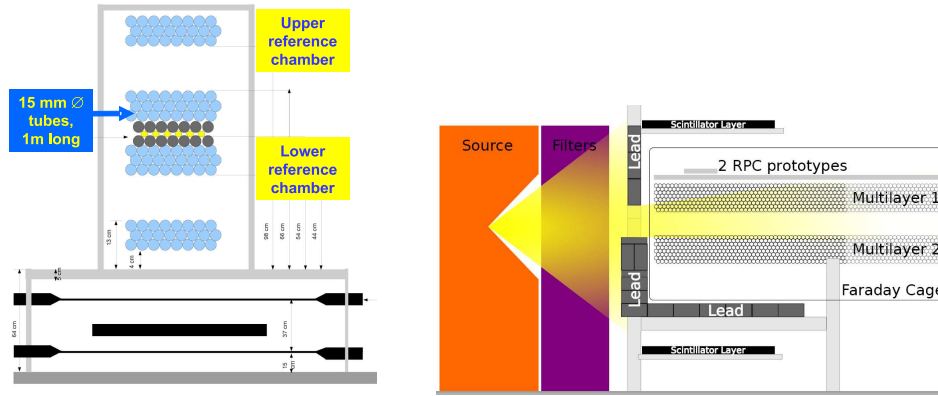 Upper
reference
chamber
15 mm ∅
tubes,
1m long
Lower
reference
chamber
13 cm
4 cm
98 cm
66 cm
54 cm
44 cm
5 cm
64 cm
37 cm
15 cm
Source
Filters
Lead
Scintillator Layer
2 RPC prototypes
Multilayer 1
Multilayer 2
Faraday Cage
Lead
Lead
Scintillator Layer